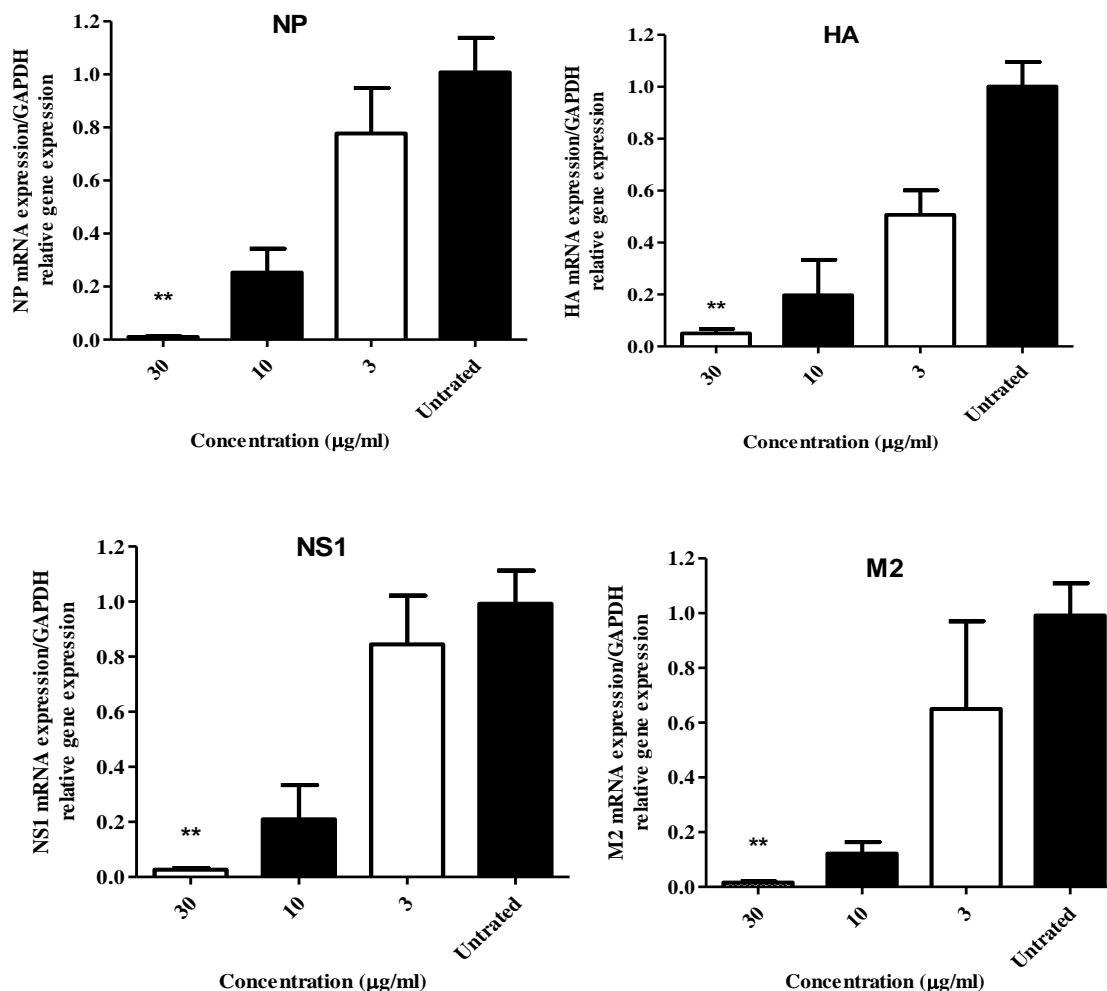 NP
NP mRNA expression/GAPDH
relative gene expression
1.2
1.0
0.8
0.6
0.4
0.2
0.0
**
30
10
3
Untrated
Concentration (µg/ml)
HA
HA mRNA expression/GAPDH
relative gene expression
1.2
1.0
0.8
0.6
0.4
0.2
0.0
**
30
10
3
Untrated
Concentration (µg/ml)
NS1
NS1 mRNA expression/GAPDH
relative gene expression
1.2
1.0
0.8
0.6
0.4
0.2
0.0
**
30
10
3
Untrated
Concentration (µg/ml)
M2
M2 mRNA expression/GAPDH
relative gene expression
1.2
1.0
0.8
0.6
0.4
0.2
0.0
**
30
10
3
Untrated
Concentration (µg/ml)